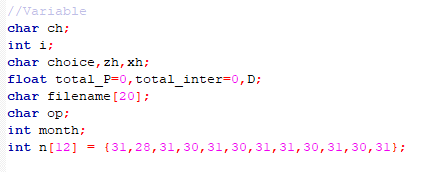 //Variable
char ch;
int i;
char choice,zh,xh;
float total_P=0,total_inter=0,D;
char filename[20];
char op;
int month;
int n[12] = {31,28,31,30,31,30,31,31,30,31,30,31};